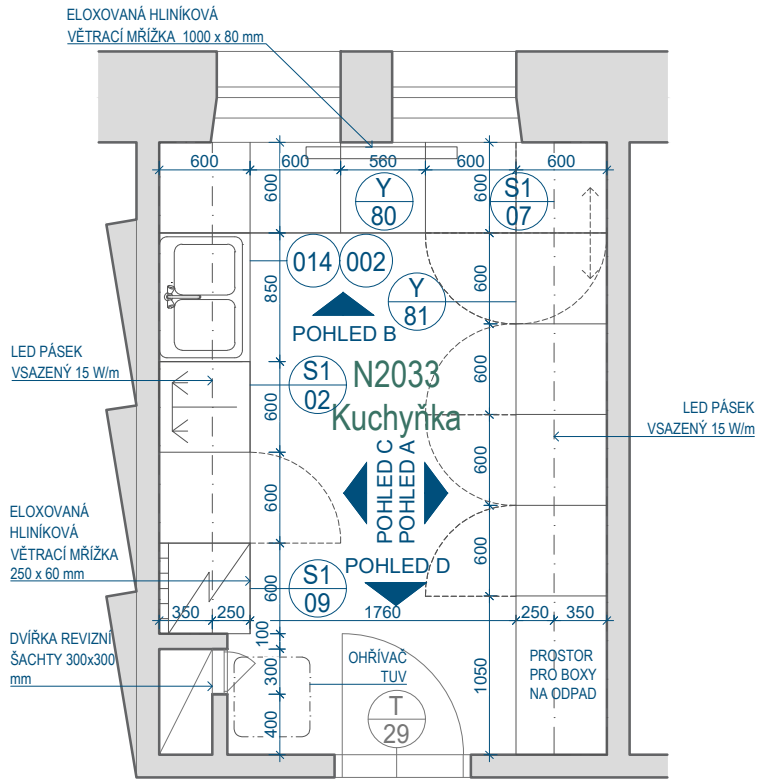 ELOXOVANÁ HLINÍKOVÁ
VĚTRACÍ MŘÍŽKA 1000 x 80 mm
600
600
560
600
600
600
600
Y
80
S1
07
014
002
850
600
Y
81
POHLED B
LED PÁSEK
VSAZENÝ 15 W/m
S1
02
N2033
Kuchyňka
600
600
LED PÁSEK
VSAZENÝ 15 W/m
600
POHLED C
POHLED A
ELOXOVANÁ
HLINÍKOVÁ
VĚTRACÍ MŘÍŽKA
250 x 60 mm
600
600
600
S1
09
POHLED D
350
250
1760
250
350
100
DVÍŘKA REVIZNÍ
ŠACHTY 300x300
mm
300
400
OHŘÍVAČ
TUV
T
29
1050
PROSTOR
PRO BOXY
NA ODPAD